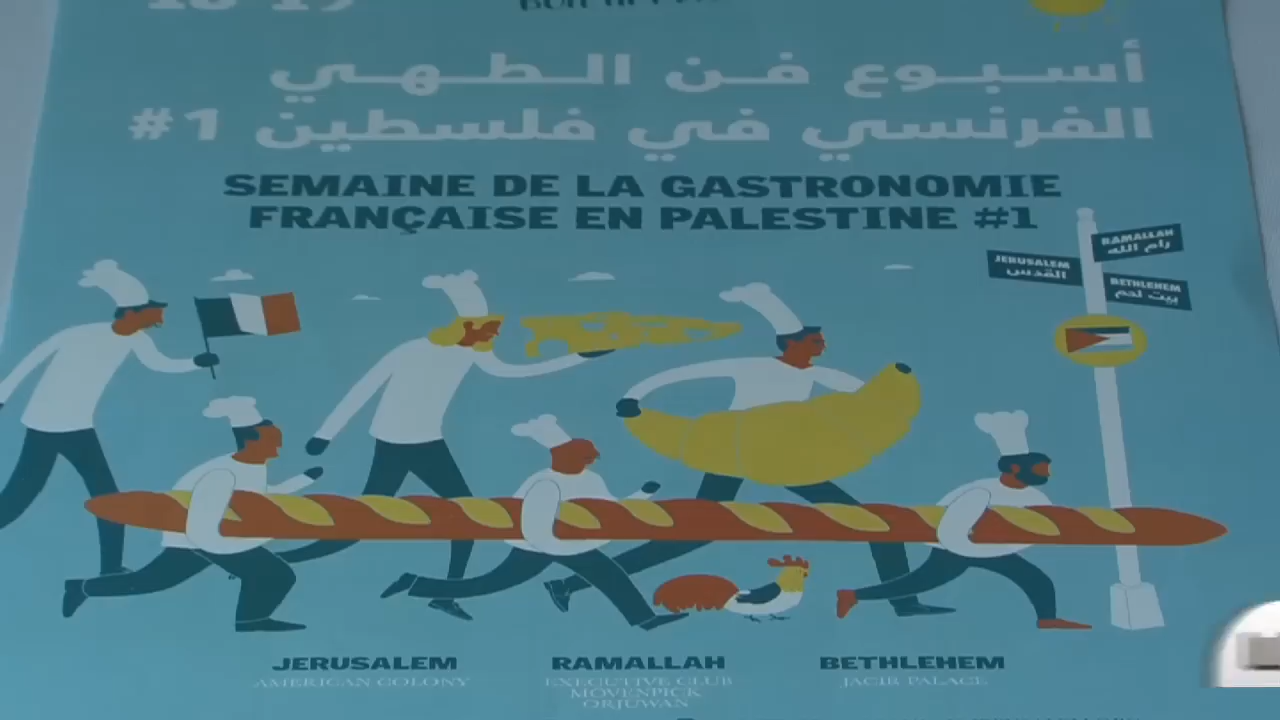 أسبوع فن الطهي
الفرنسي في فلسطين 1#
SEMAINE DE LA GASTRONOMIE
FRANÇAISE EN PALESTINE #1
RAMALLAH
رام الله
JERUSALEM
القدس
BETHLEHEM
بيت لحم
JERUSALEM
AMERICAN COLONY
RAMALLAH
EXECUTIVE CLUB
MÖVENPICK
ORJUWAN
BETHLEHEM
JACIR PALACE